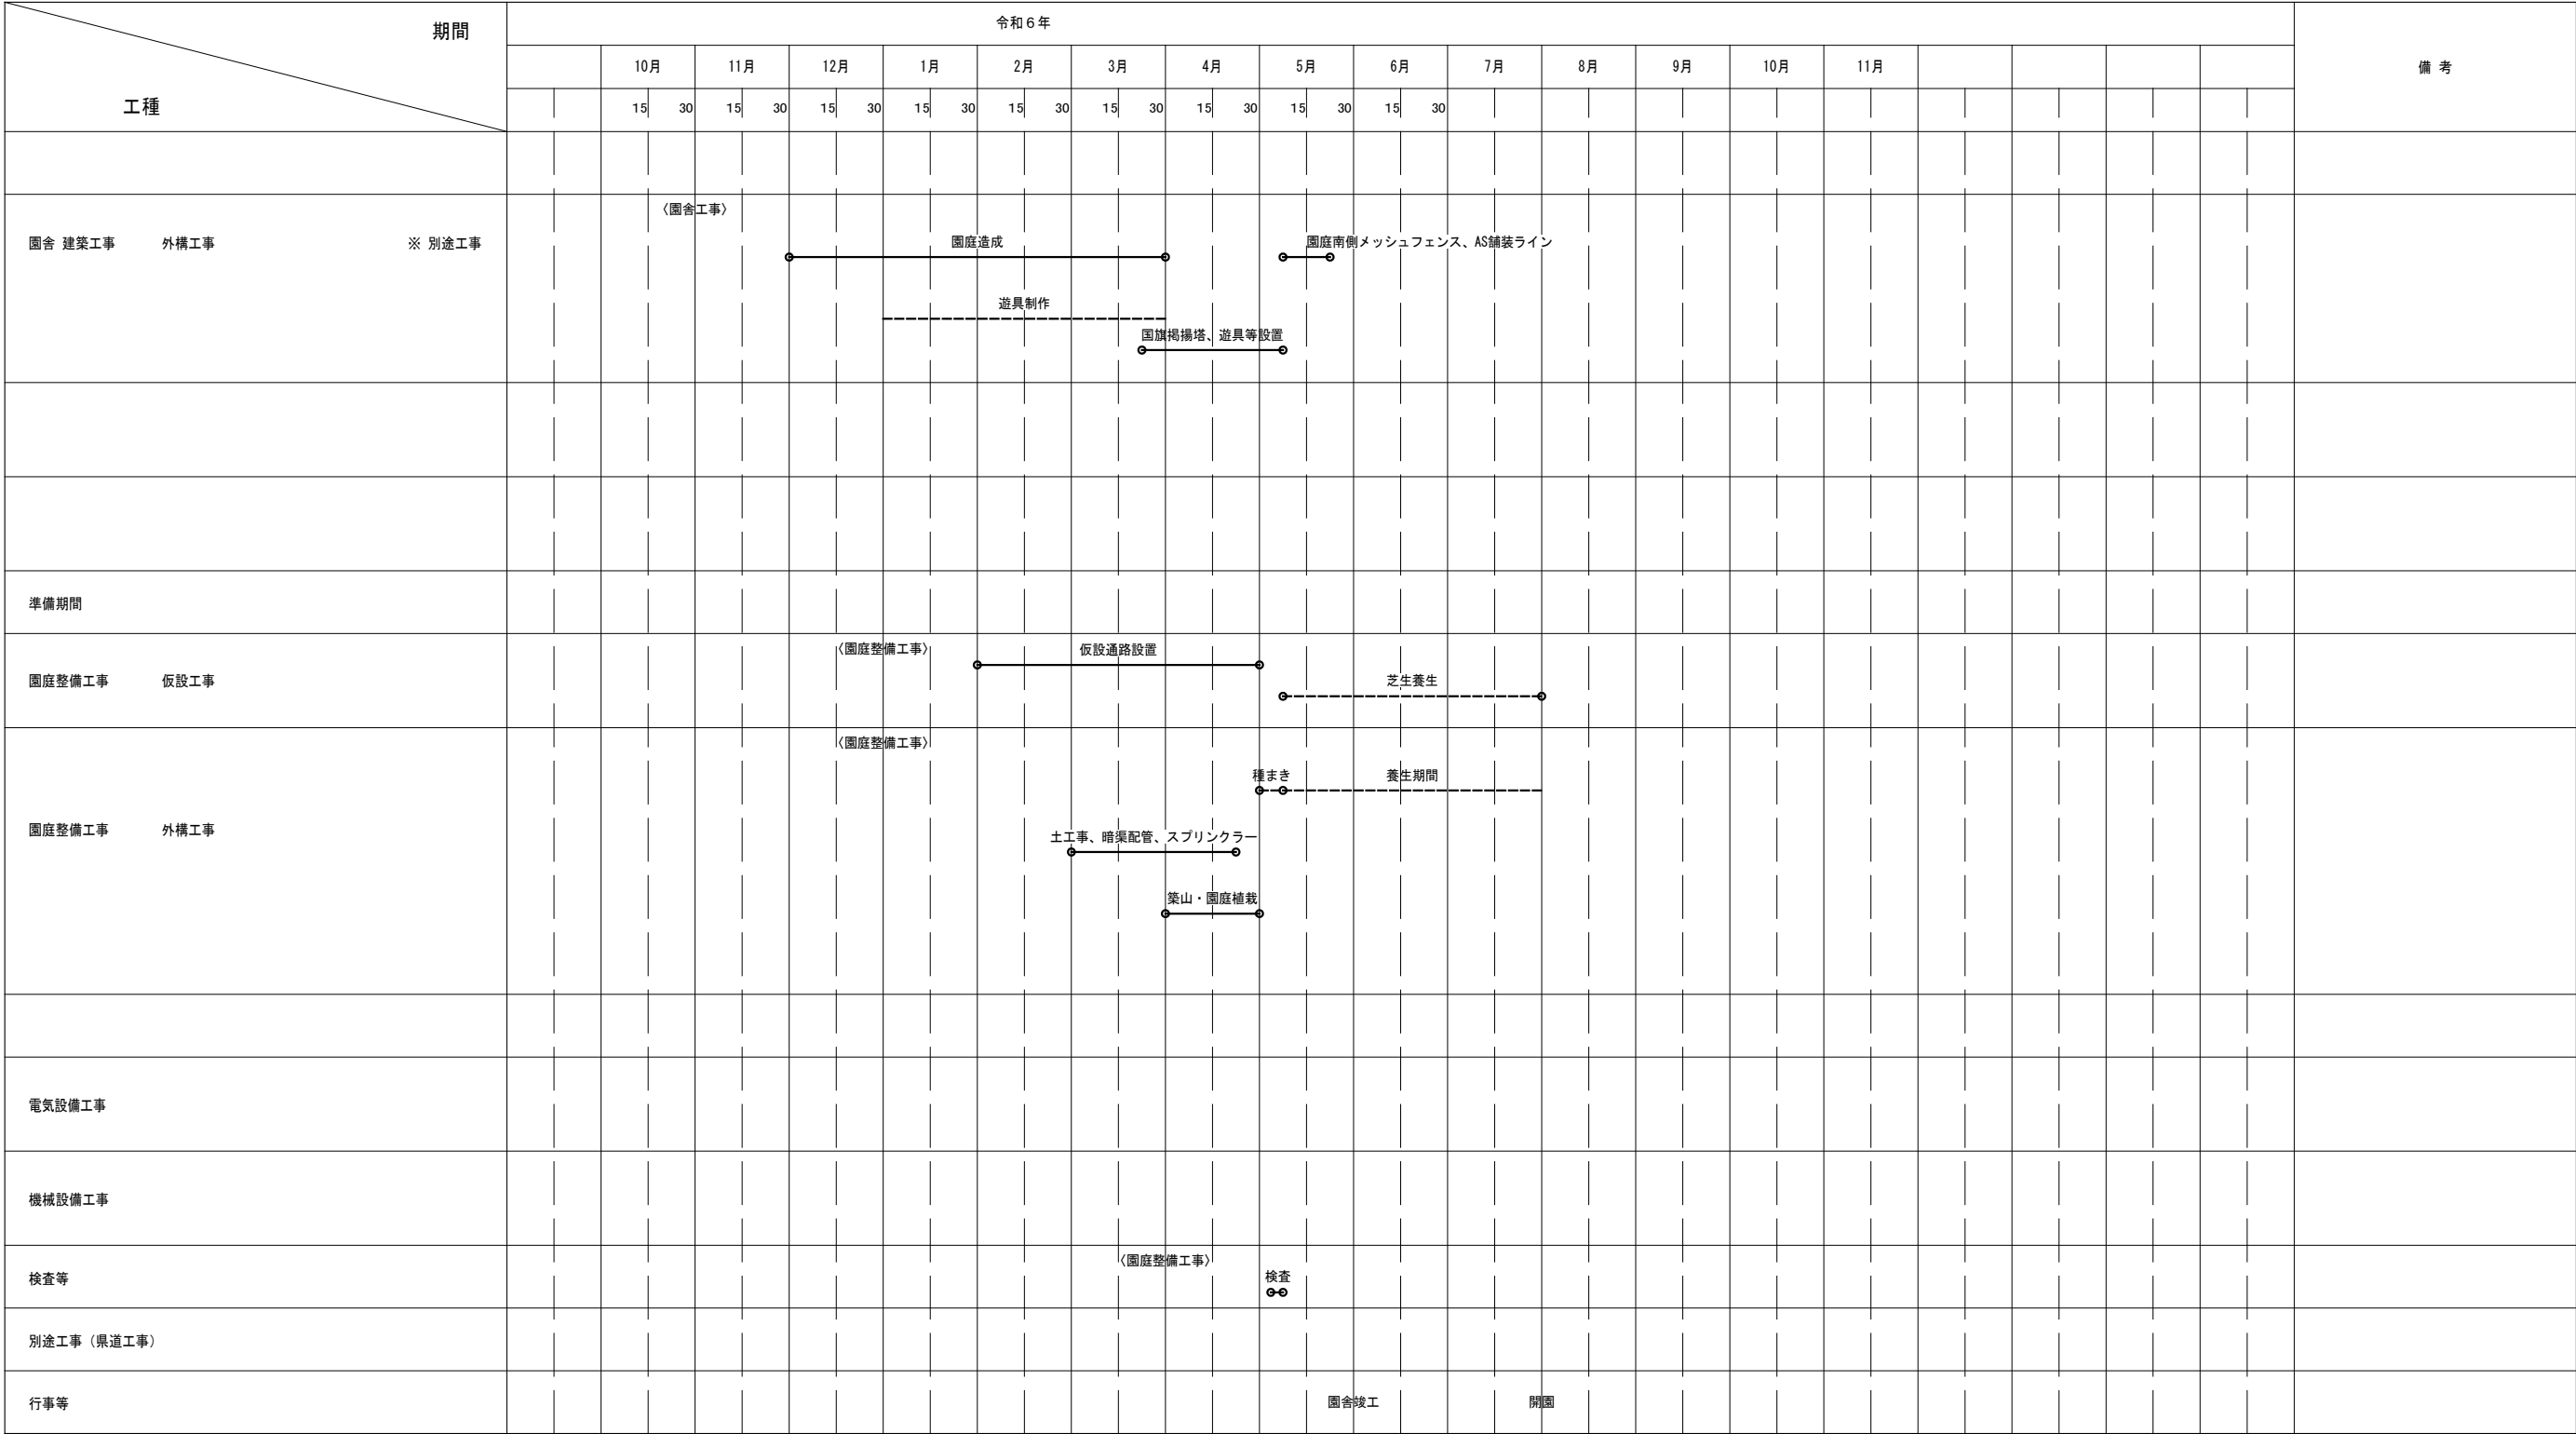 期間
令和６年
10月 11月 12月 1月 2月 3月 4月 5月 6月 7月 8月 9月 10月 11月
備 考
工種
15 30 15 30 15 30 15 30 15 30 15 30 15 30 15 30 15 30
〈園舎工事〉
園舎 建築工事 外構工事 ※ 別途工事
園庭造成
園庭南側メッシュフェンス、AS舗装ライン
遊具制作
国旗掲揚塔、遊具等設置
準備期間
〈園庭整備工事〉
仮設通路設置
園庭整備工事 仮設工事
芝生養生
〈園庭整備工事〉
種まき
養生期間
園庭整備工事 外構工事
土工事、暗渠配管、スプリンクラー
築山・園庭植栽
電気設備工事
機械設備工事
〈園庭整備工事〉
検査等
検査
別途工事（県道工事）
行事等
園舎竣工
開園